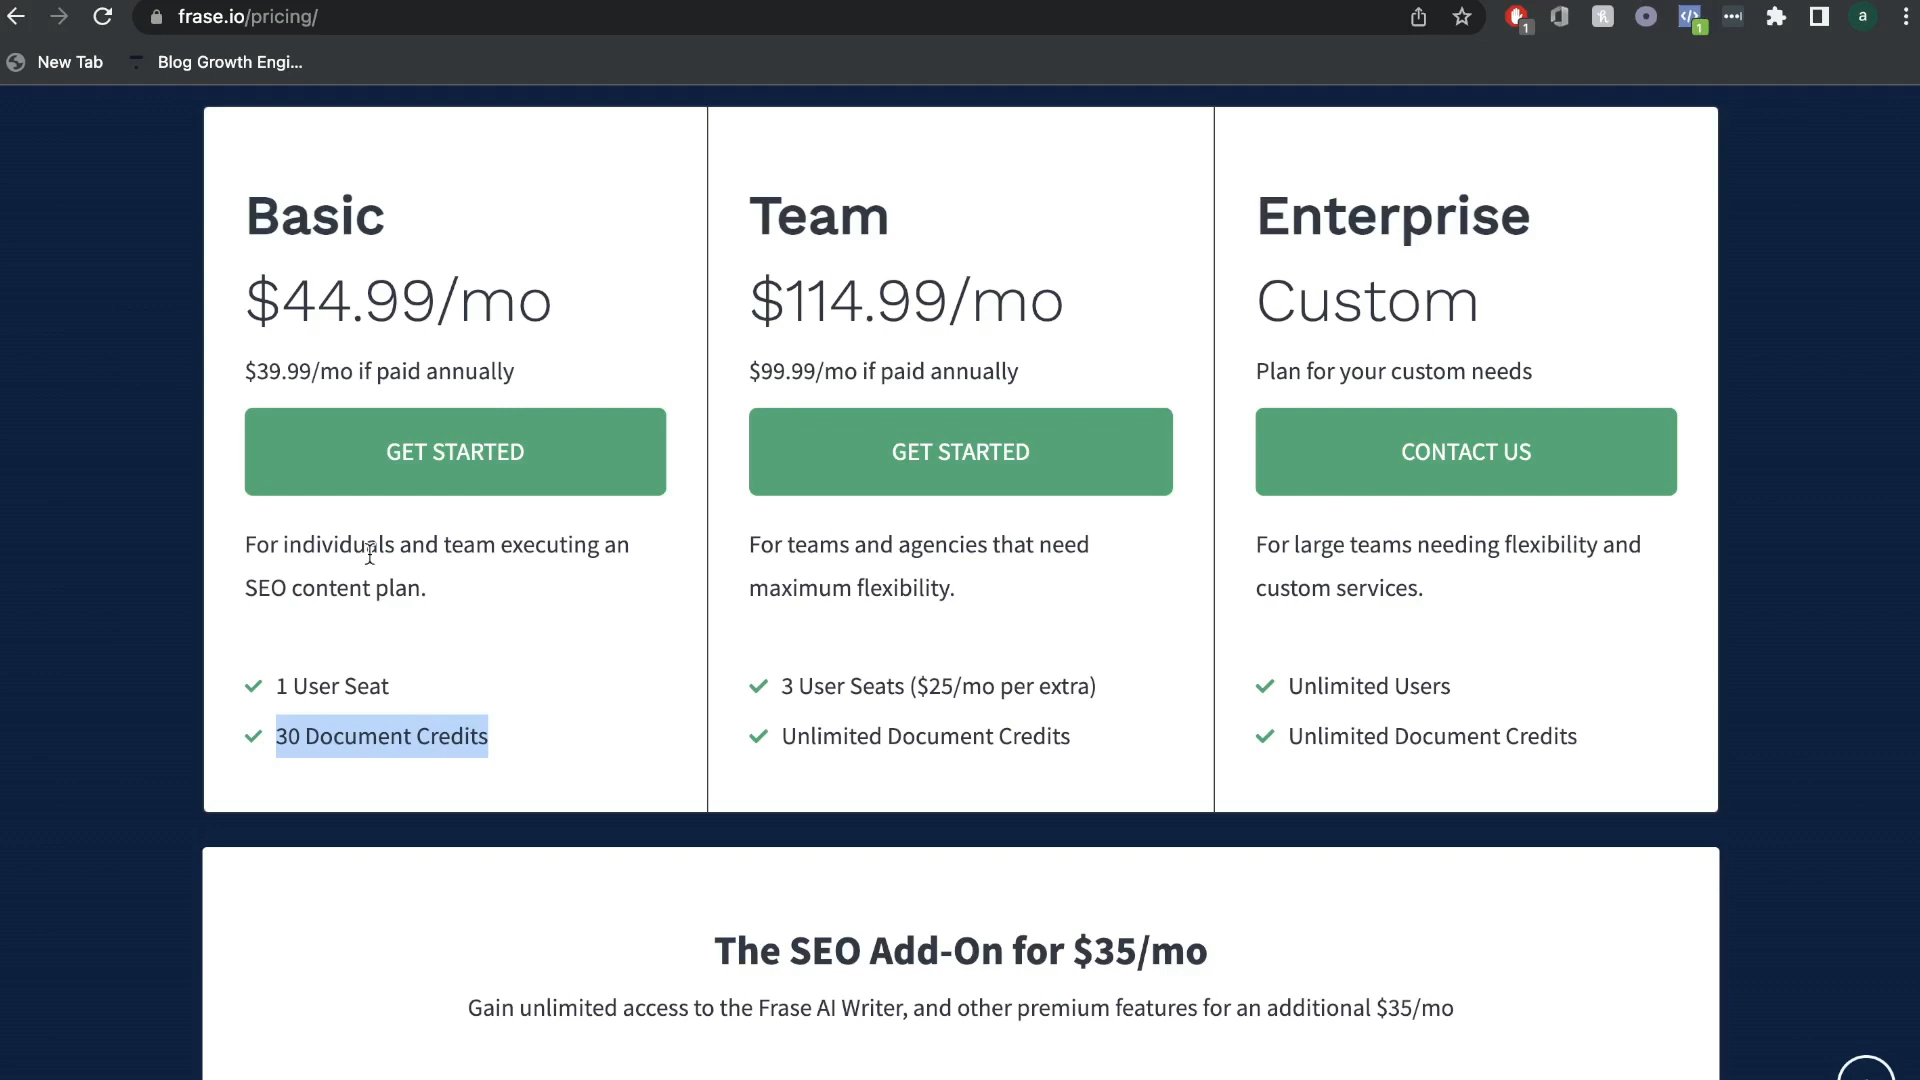 frase.io/pricing/
1
1
a
New Tab
Blog Growth Engi...
Basic
$44.99/mo
$39.99/mo if paid annually
GET STARTED
For individuals and team executing an
SEO content plan.
1 User Seat
30 Document Credits
Team
$114.99/mo
$99.99/mo if paid annually
GET STARTED
For teams and agencies that need
maximum flexibility.
3 User Seats ($25/mo per extra)
Unlimited Document Credits
Enterprise
Custom
Plan for your custom needs
CONTACT US
For large teams needing flexibility and
custom services.
Unlimited Users
Unlimited Document Credits
The SEO Add-On for $35/mo
Gain unlimited access to the Frase AI Writer, and other premium features for an additional $35/mo